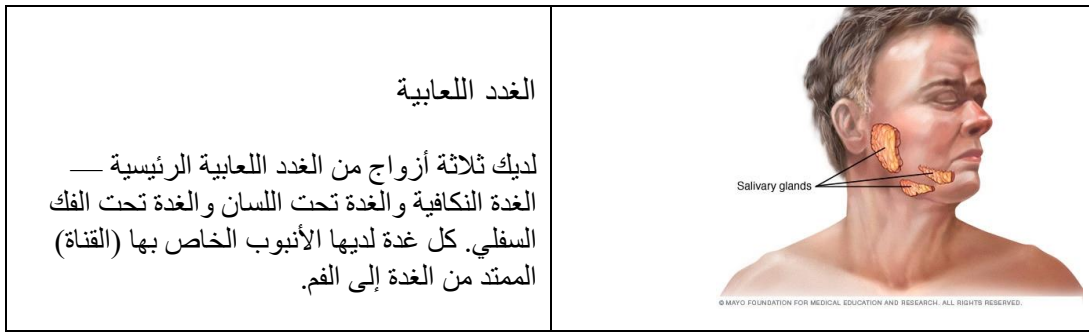 الغدد اللعابية
لديك ثلاثة أزواج من الغدد اللعابية الرئيسية —
الغدة النكافية والغدة تحت اللسان والغدة تحت الفك
السفلي. كل غدة لديها الأنبوب الخاص بها (القناة)
الممتد من الغدة إلى الفم.
Salivary glands
© MAYO FOUNDATION FOR MEDICAL EDUCATION AND RESEARCH. ALL RIGHTS RESERVED.